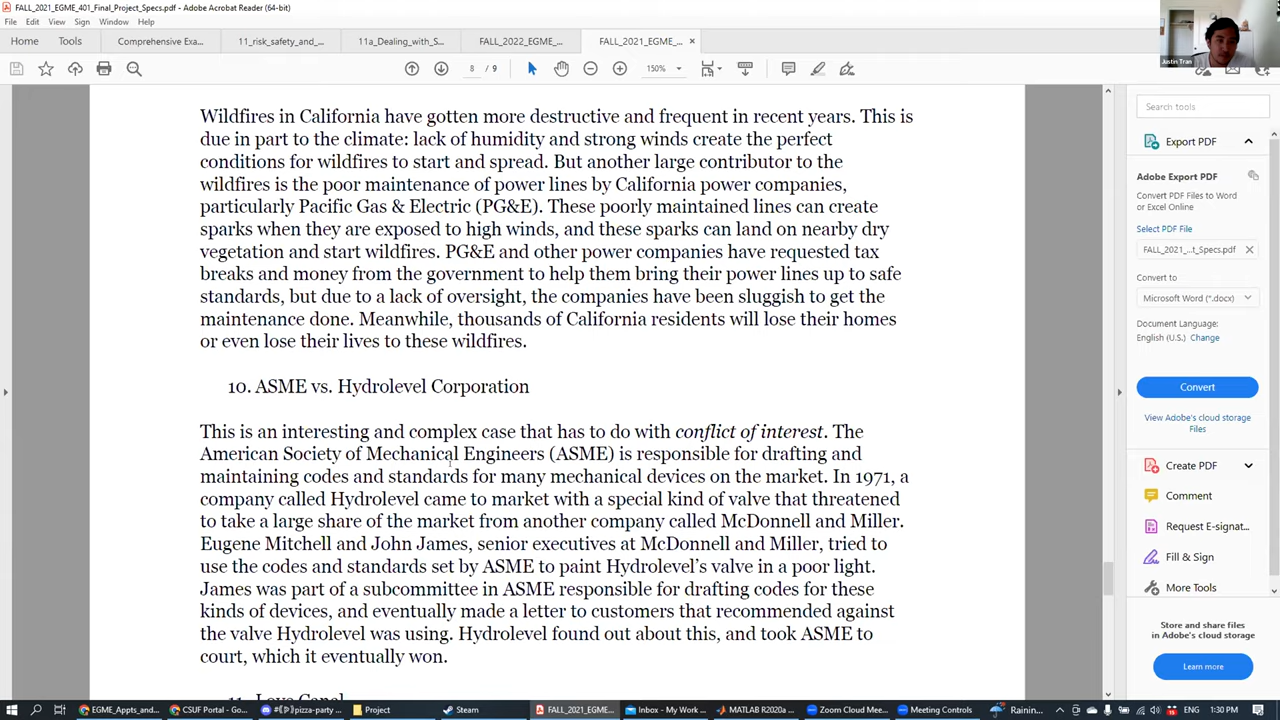 FALL_2021_EGME_401_Final_Project_Specs.pdf - Adobe Acrobat Reader (64-bit)
File Edit View Sign Window Help
Home Tools Comprehensive Exa... 11_risk_safety_and_... 11a_Dealing_with_S... FALL_2022_EGME_... FALL_2021_EGME_... ×
8 / 9 150%
Justin Tran
Wildfires in California have gotten more destructive and frequent in recent years. This is
due in part to the climate: lack of humidity and strong winds create the perfect
conditions for wildfires to start and spread. But another large contributor to the
wildfires is the poor maintenance of power lines by California power companies,
particularly Pacific Gas & Electric (PG&E). These poorly maintained lines can create
sparks when they are exposed to high winds, and these sparks can land on nearby dry
vegetation and start wildfires. PG&E and other power companies have requested tax
breaks and money from the government to help them bring their power lines up to safe
standards, but due to a lack of oversight, the companies have been sluggish to get the
maintenance done. Meanwhile, thousands of California residents will lose their homes
or even lose their lives to these wildfires.
10. ASME vs. Hydrolevel Corporation
This is an interesting and complex case that has to do with conflict of interest. The
American Society of Mechanical Engineers (ASME) is responsible for drafting and
maintaining codes and standards for many mechanical devices on the market. In 1971, a
company called Hydrolevel came to market with a special kind of valve that threatened
to take a large share of the market from another company called McDonnell and Miller.
Eugene Mitchell and John James, senior executives at McDonnell and Miller, tried to
use the codes and standards set by ASME to paint Hydrolevel's valve in a poor light.
James was part of a subcommittee in ASME responsible for drafting codes for these
kinds of devices, and eventually made a letter to customers that recommended against
the valve Hydrolevel was using. Hydrolevel found out about this, and took ASME to
court, which it eventually won.
11. Love Canal
Search tools
Export PDF
Adobe Export PDF
Convert PDF Files to Word
or Excel Online
Select PDF File
FALL_2021_..t_Specs.pdf
Convert to
Microsoft Word (*.docx)
Document Language:
English (U.S.) Change
Convert
View Adobe's cloud storage
files
Create PDF
Comment
Request E-signat...
Fill & Sign
More Tools
Store and share files
in Adobe's cloud storage
Learn more
EGME_Appts_and... CSUF Portal - Go... #🍕pizza-party ... Project Steam FALL_2021_EGME... Inbox - My Work ... MATLAB R2020a Zoom Cloud Mee... Meeting Controls Rainin... 15 1:30 PM